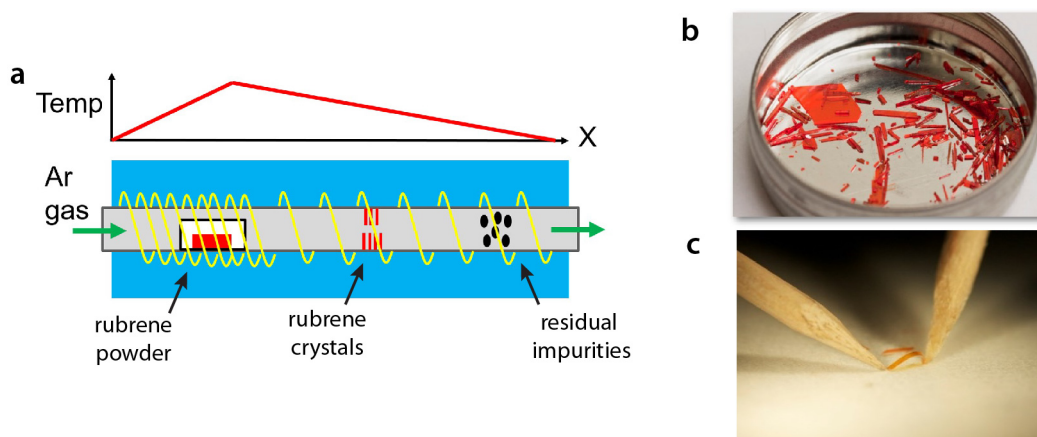 a
Temp
X
Ar
gas
rubrene
powder
rubrene
crystals
residual
impurities
b
c